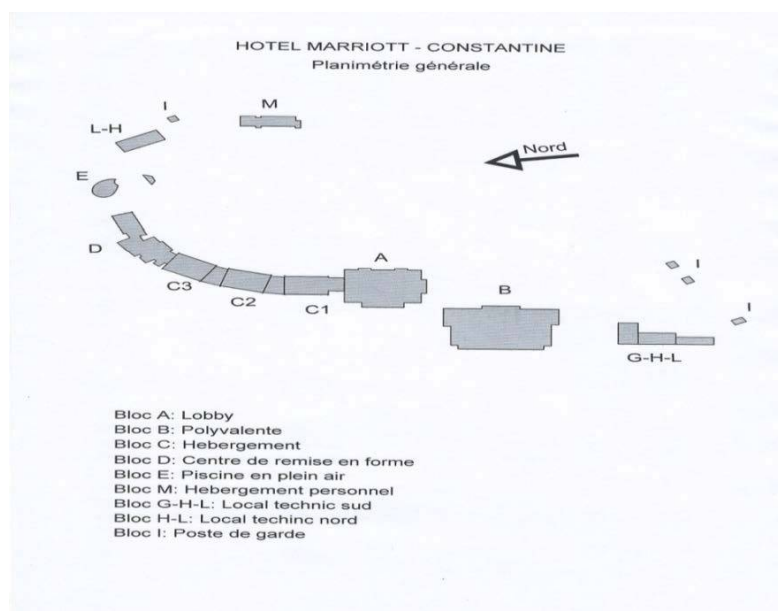 HOTEL MARRIOTT - CONSTANTINE
Planimétrie générale
I
M
L-H
Nord
E
D
C3
C2
C1
A
B
I
I
G-H-L
Bloc A: Lobby
Bloc B: Polyvalente
Bloc C: Hebergement
Bloc D: Centre de remise en forme
Bloc E: Piscine en plein air
Bloc M: Hebergement personnel
Bloc G-H-L: Local technic sud
Bloc H-L: Local techinc nord
Bloc I: Poste de garde